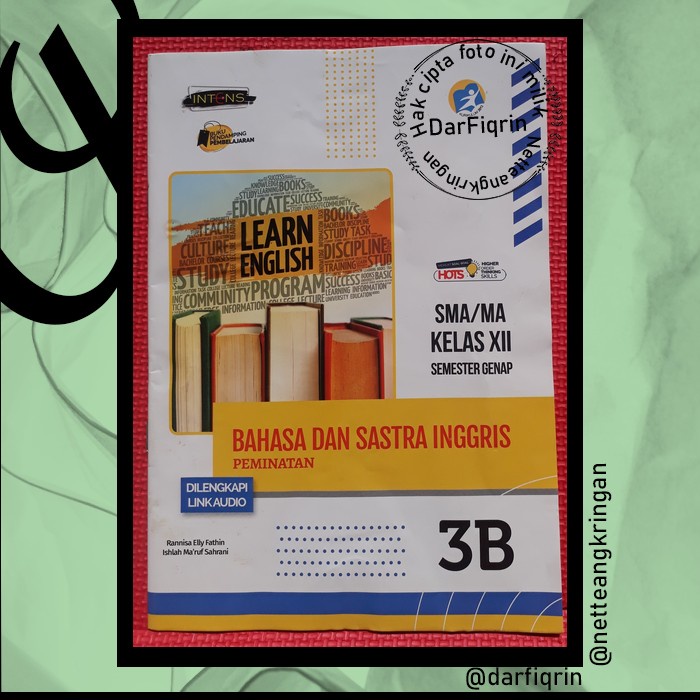 Hak cipta foto ini milik Netteangkringan
DarFiqrin
INTENS
BUKU
PENDAMPING
PEMBELAJARAN
EDUCATE SUCCESS
BOOKS
TEACH
STUDY TASK
CULTURE
DISCIPLINE
STUDY
COMMUNITY PROGRAM
LEARN
ENGLISH
HOTS
HIGHER
ORDER
THINKING
SKILLS
SMA/MA
KELAS XII
SEMESTER GENAP
BAHASA DAN SASTRA INGGRIS
PEMINATAN
DILENGKAPI
LINK AUDIO
Rannisa Elly Fathin
Ishlah Ma'ruf Sahrani
3B
@netteangkringan
@darfiqrin